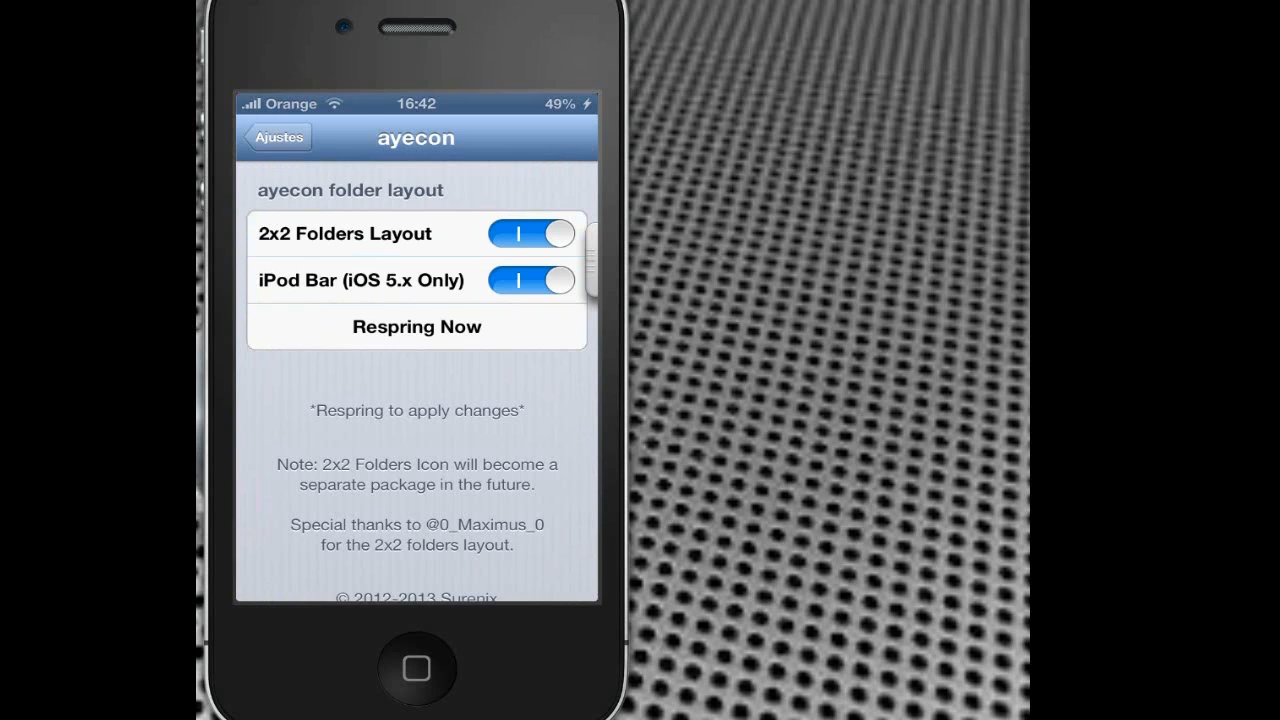 Orange 16:42 49%
Ajustes ayecon
ayecon folder layout
2x2 Folders Layout
iPod Bar (iOS 5.x Only)
Respring Now
*Respring to apply changes*
Note: 2x2 Folders Icon will become a
separate package in the future.
Special thanks to @0_Maximus_0
for the 2x2 folders layout.
© 2012-2013 Surenix